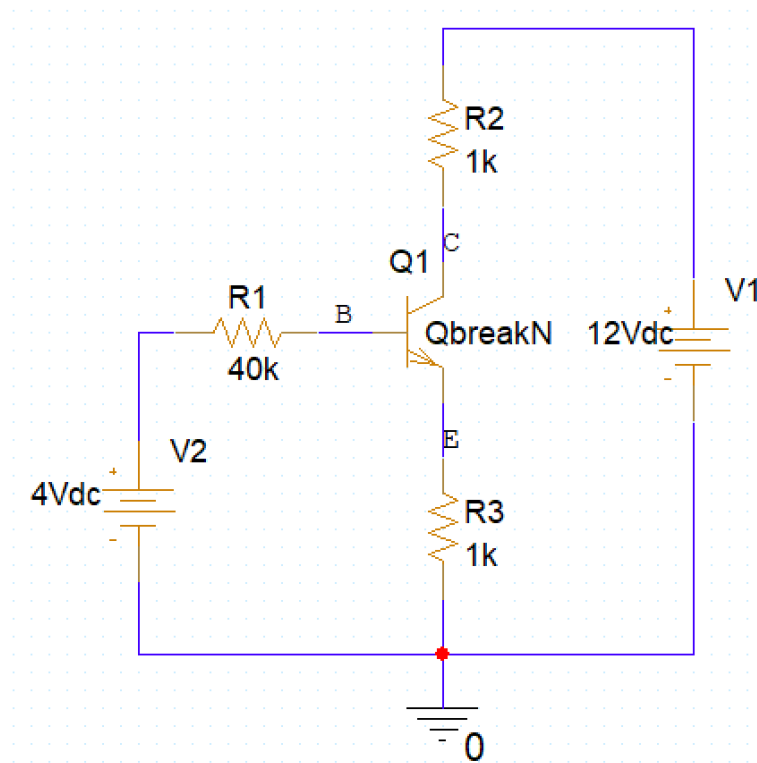 R2
1k
C
Q1
V1
R1
B
QbreakN
12Vdc
+
-
40k
V2
E
+
4Vdc
-
R3
1k
0